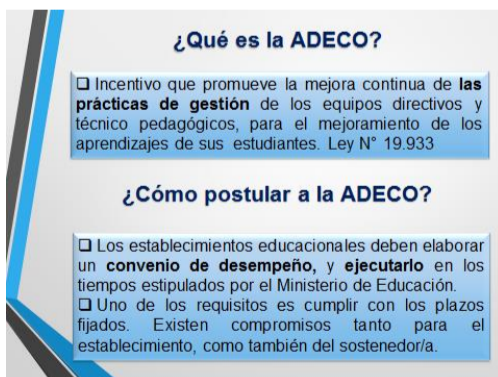 ¿Qué es la ADECO?
❑ Incentivo que promueve la mejora continua de las
prácticas de gestión de los equipos directivos y
técnico pedagógicos, para el mejoramiento de los
aprendizajes de sus estudiantes. Ley N° 19.933
¿Cómo postular a la ADECO?
❑ Los establecimientos educacionales deben elaborar
un convenio de desempeño, y ejecutarlo en los
tiempos estipulados por el Ministerio de Educación.
❑ Uno de los requisitos es cumplir con los plazos
fijados. Existen compromisos tanto para el
establecimiento, como también del sostenedor/a.